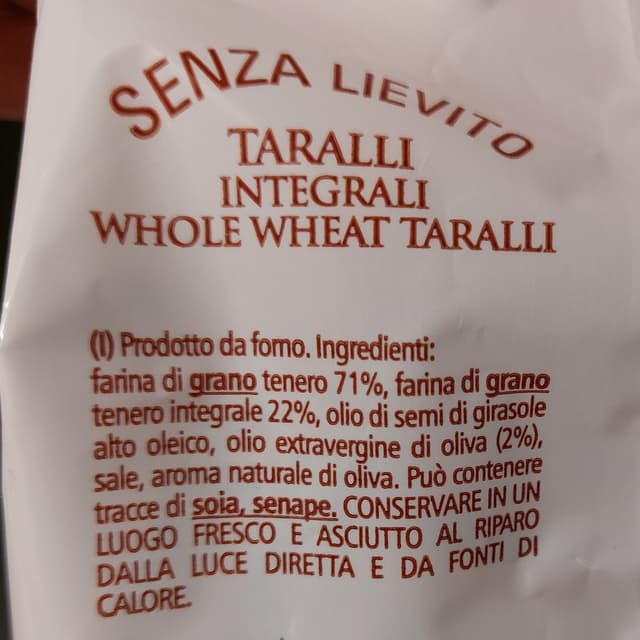 SENZA LIEVITO
TARALLI
INTEGRALI
WHOLE WHEAT TARALLI
(I) Prodotto da forno. Ingredienti:
farina di grano tenero 71%, farina di grano
tenero integrale 22%, olio di semi di girasole
alto oleico, olio extravergine di oliva (2%),
sale, aroma naturale di oliva. Può contenere
tracce di soia, senape. CONSERVARE IN UN
LUOGO FRESCO E ASCIUTTO AL RIPARO
DALLA LUCE DIRETTA E DA FONTI DI
CALORE.